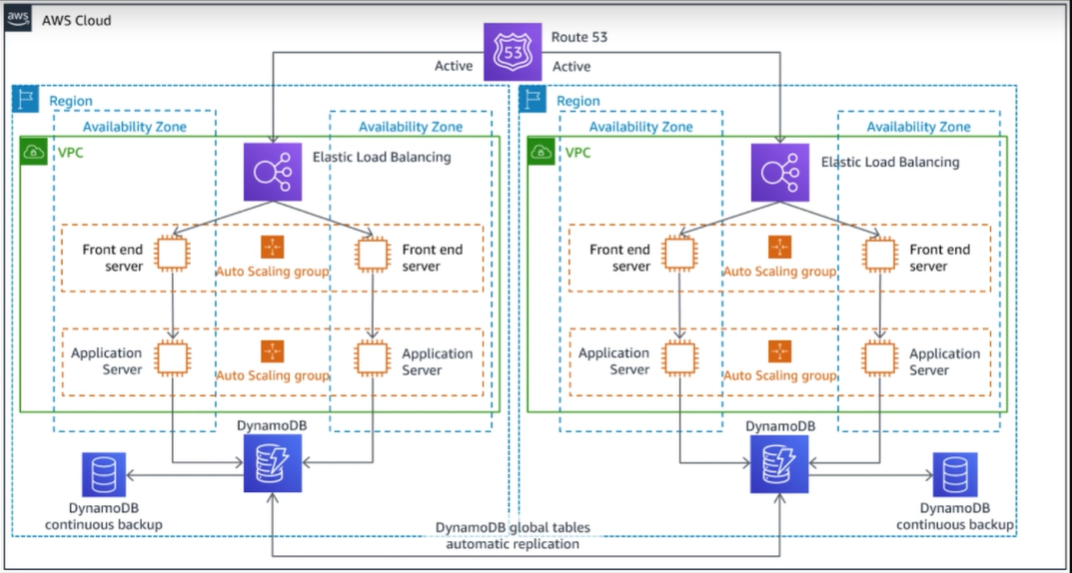 aws
AWS Cloud
53
Route 53
Active
Active
Region
Availability Zone
Availability Zone
VPC
Elastic Load Balancing
Front end
server
Auto Scaling group
Front end
server
Application
Server
Auto Scaling group
Application
Server
DynamoDB
DynamoDB
continuous backup
Region
Availability Zone
Availability Zone
VPC
Elastic Load Balancing
Front end
server
Auto Scaling group
Front end
server
Application
Server
Auto Scaling group
Application
Server
DynamoDB
DynamoDB
continuous backup
DynamoDB global tables
automatic replication